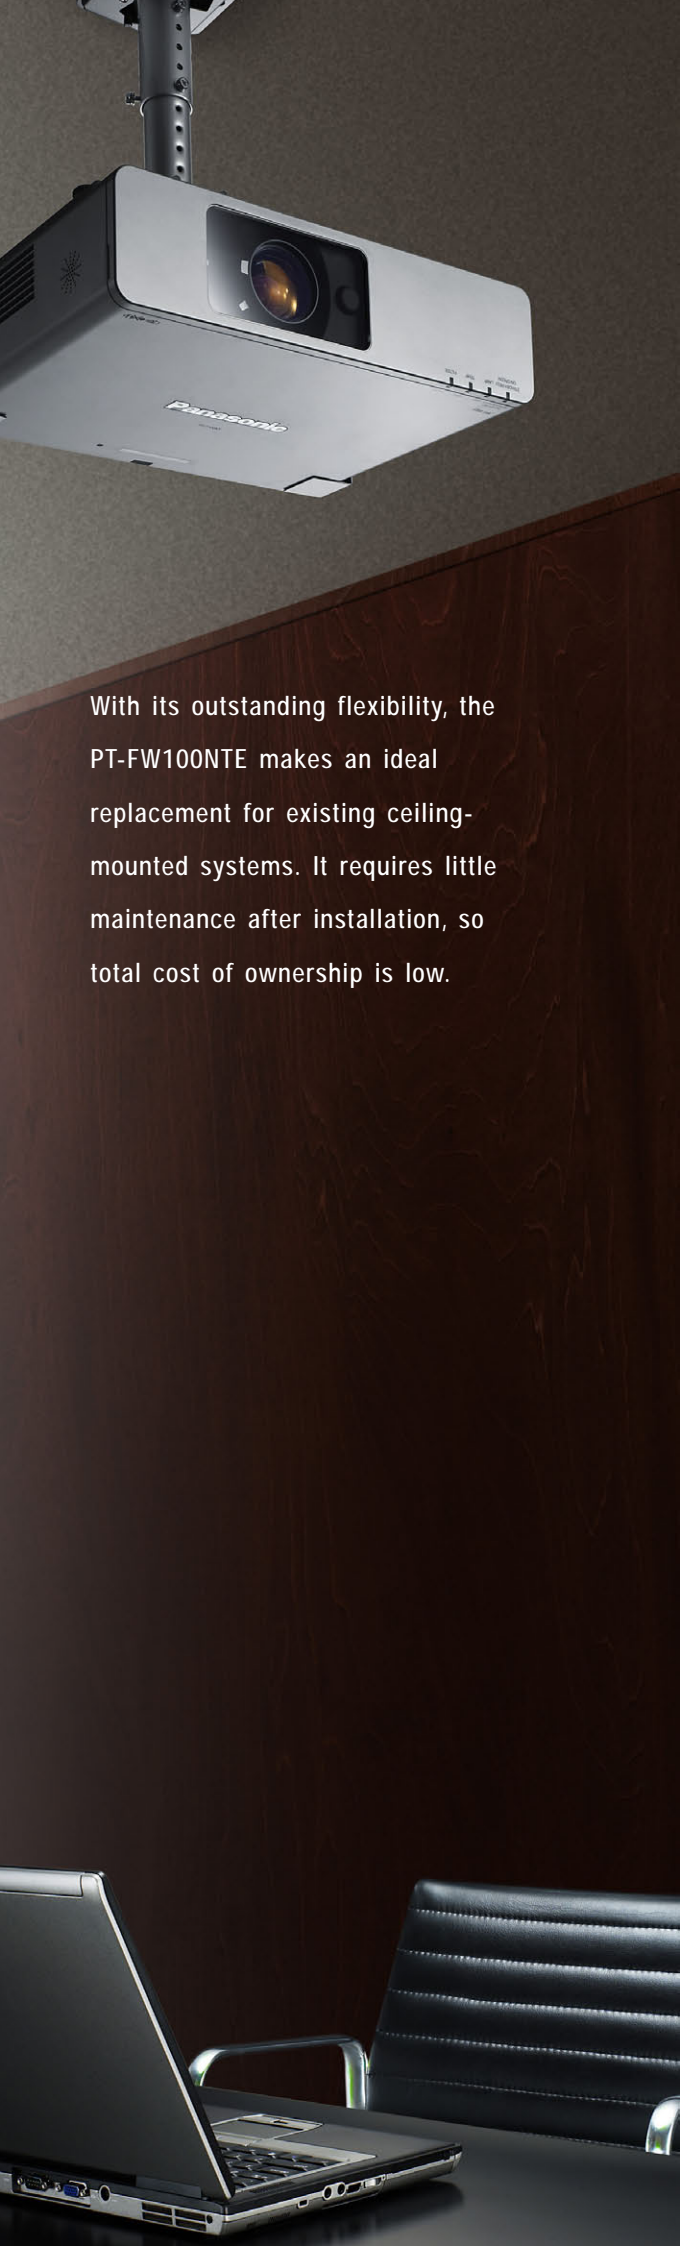 Panasonic
With its outstanding flexibility, the
PT-FW100NTE makes an ideal
replacement for existing ceiling-
mounted systems. It requires little
maintenance after installation, so
total cost of ownership is low.